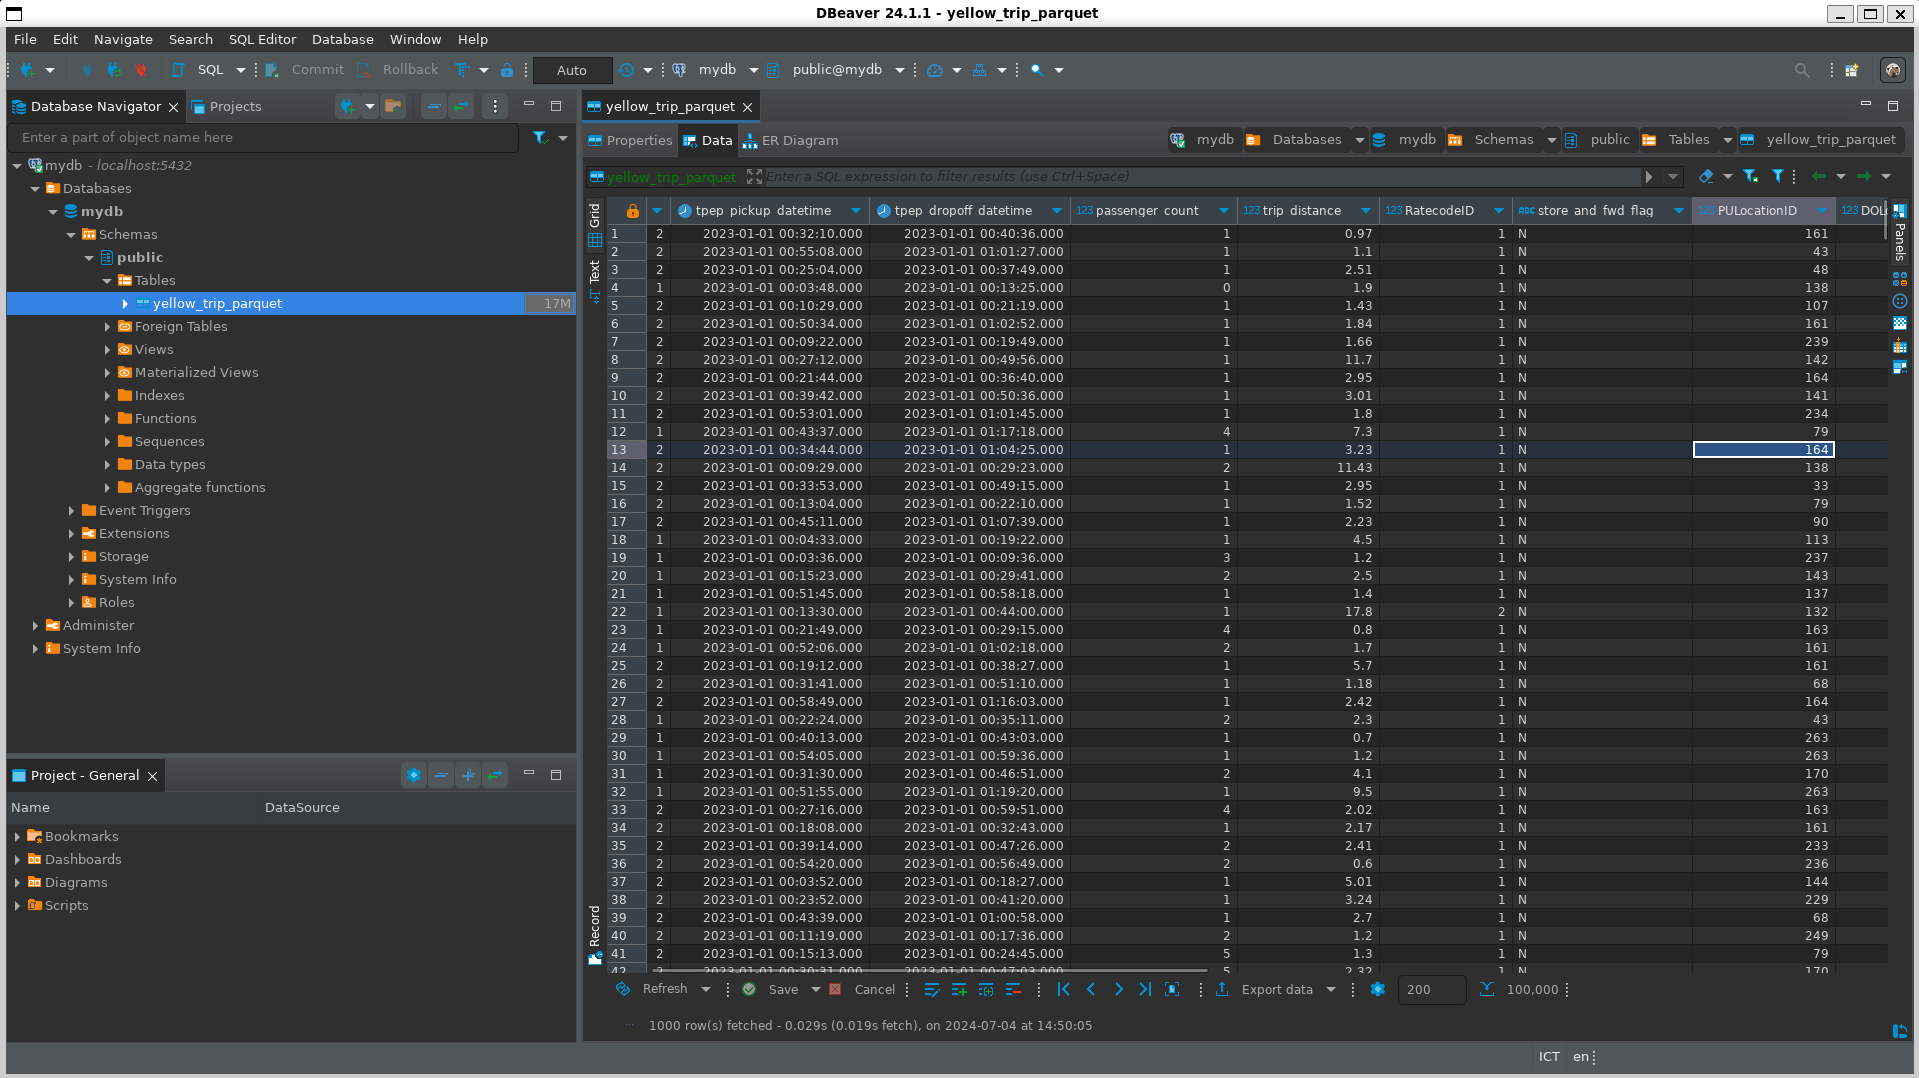 DBeaver 24.1.1 - yellow_trip_parquet
File Edit Navigate Search SQL Editor Database Window Help
SQL Commit Rollback Auto mydb public@mydb
Database Navigator Projects
Enter a part of object name here
mydb - localhost:5432
Databases
mydb
Schemas
public
Tables
yellow_trip_parquet 17M
Foreign Tables
Views
Materialized Views
Indexes
Functions
Sequences
Data types
Aggregate functions
Event Triggers
Extensions
Storage
System Info
Roles
Administer
System Info
Project - General
Name DataSource
Bookmarks
Dashboards
Diagrams
Scripts
yellow_trip_parquet
Properties Data ER Diagram mydb Databases mydb Schemas public Tables yellow_trip_parquet
yellow_trip_parquet Enter a SQL expression to filter results (use Ctrl+Space)
Grid
Text
Record
Panels
tpep_pickup_datetime tpep_dropoff_datetime 123 passenger_count 123 trip_distance 123 RatecodeID ABC store_and_fwd_flag 123 PULocationID 123
1 2 2023-01-01 00:32:10.000 2023-01-01 00:40:36.000 1 0.97 1 N 161
2 2 2023-01-01 00:55:08.000 2023-01-01 01:01:27.000 1 1.1 1 N 43
3 2 2023-01-01 00:25:04.000 2023-01-01 00:37:49.000 1 2.51 1 N 48
4 1 2023-01-01 00:03:48.000 2023-01-01 00:13:25.000 0 1.9 1 N 138
5 2 2023-01-01 00:10:29.000 2023-01-01 00:21:19.000 1 1.43 1 N 107
6 2 2023-01-01 00:50:34.000 2023-01-01 01:02:52.000 1 1.84 1 N 161
7 2 2023-01-01 00:09:22.000 2023-01-01 00:19:49.000 1 1.66 1 N 239
8 2 2023-01-01 00:27:12.000 2023-01-01 00:49:56.000 1 11.7 1 N 142
9 2 2023-01-01 00:21:44.000 2023-01-01 00:36:40.000 1 2.95 1 N 164
10 2 2023-01-01 00:39:42.000 2023-01-01 00:50:36.000 1 3.01 1 N 141
11 2 2023-01-01 00:53:01.000 2023-01-01 01:01:45.000 1 1.8 1 N 234
12 1 2023-01-01 00:43:37.000 2023-01-01 01:17:18.000 4 7.3 1 N 79
13 2 2023-01-01 00:34:44.000 2023-01-01 01:04:25.000 1 3.23 1 N 164
14 2 2023-01-01 00:09:29.000 2023-01-01 00:29:23.000 2 11.43 1 N 138
15 2 2023-01-01 00:33:53.000 2023-01-01 00:49:15.000 1 2.95 1 N 33
16 2 2023-01-01 00:13:04.000 2023-01-01 00:22:10.000 1 1.52 1 N 79
17 2 2023-01-01 00:45:11.000 2023-01-01 01:07:39.000 1 2.23 1 N 90
18 1 2023-01-01 00:04:33.000 2023-01-01 00:19:22.000 1 4.5 1 N 113
19 1 2023-01-01 00:03:36.000 2023-01-01 00:09:36.000 3 1.2 1 N 237
20 1 2023-01-01 00:15:23.000 2023-01-01 00:29:41.000 2 2.5 1 N 143
21 1 2023-01-01 00:51:45.000 2023-01-01 00:58:18.000 1 1.4 1 N 137
22 1 2023-01-01 00:13:30.000 2023-01-01 00:44:00.000 1 17.8 2 N 132
23 1 2023-01-01 00:21:49.000 2023-01-01 00:29:15.000 4 0.8 1 N 163
24 1 2023-01-01 00:52:06.000 2023-01-01 01:02:18.000 2 1.7 1 N 161
25 2 2023-01-01 00:19:12.000 2023-01-01 00:38:27.000 1 5.7 1 N 161
26 2 2023-01-01 00:31:41.000 2023-01-01 00:51:10.000 1 1.18 1 N 68
27 2 2023-01-01 00:58:49.000 2023-01-01 01:16:03.000 1 2.42 1 N 164
28 1 2023-01-01 00:22:24.000 2023-01-01 00:35:11.000 2 2.3 1 N 43
29 1 2023-01-01 00:40:13.000 2023-01-01 00:43:03.000 1 0.7 1 N 263
30 1 2023-01-01 00:54:05.000 2023-01-01 00:59:36.000 1 1.2 1 N 263
31 1 2023-01-01 00:31:30.000 2023-01-01 00:46:51.000 2 4.1 1 N 170
32 1 2023-01-01 00:51:55.000 2023-01-01 01:19:20.000 1 9.5 1 N 263
33 2 2023-01-01 00:27:16.000 2023-01-01 00:59:51.000 4 2.02 1 N 163
34 2 2023-01-01 00:18:08.000 2023-01-01 00:32:43.000 1 2.17 1 N 161
35 2 2023-01-01 00:39:14.000 2023-01-01 00:47:26.000 2 2.41 1 N 233
36 2 2023-01-01 00:54:20.000 2023-01-01 00:56:49.000 2 0.6 1 N 236
37 2 2023-01-01 00:03:52.000 2023-01-01 00:18:27.000 1 5.01 1 N 144
38 2 2023-01-01 00:23:52.000 2023-01-01 00:41:20.000 1 3.24 1 N 229
39 2 2023-01-01 00:43:39.000 2023-01-01 01:00:58.000 1 2.7 1 N 68
40 2 2023-01-01 00:11:19.000 2023-01-01 00:17:36.000 2 1.2 1 N 249
41 2 2023-01-01 00:15:13.000 2023-01-01 00:24:45.000 5 1.3 1 N 79
Refresh Save Cancel Export data 200 100,000
1000 row(s) fetched - 0.029s (0.019s fetch), on 2024-07-04 at 14:50:05
ICT en